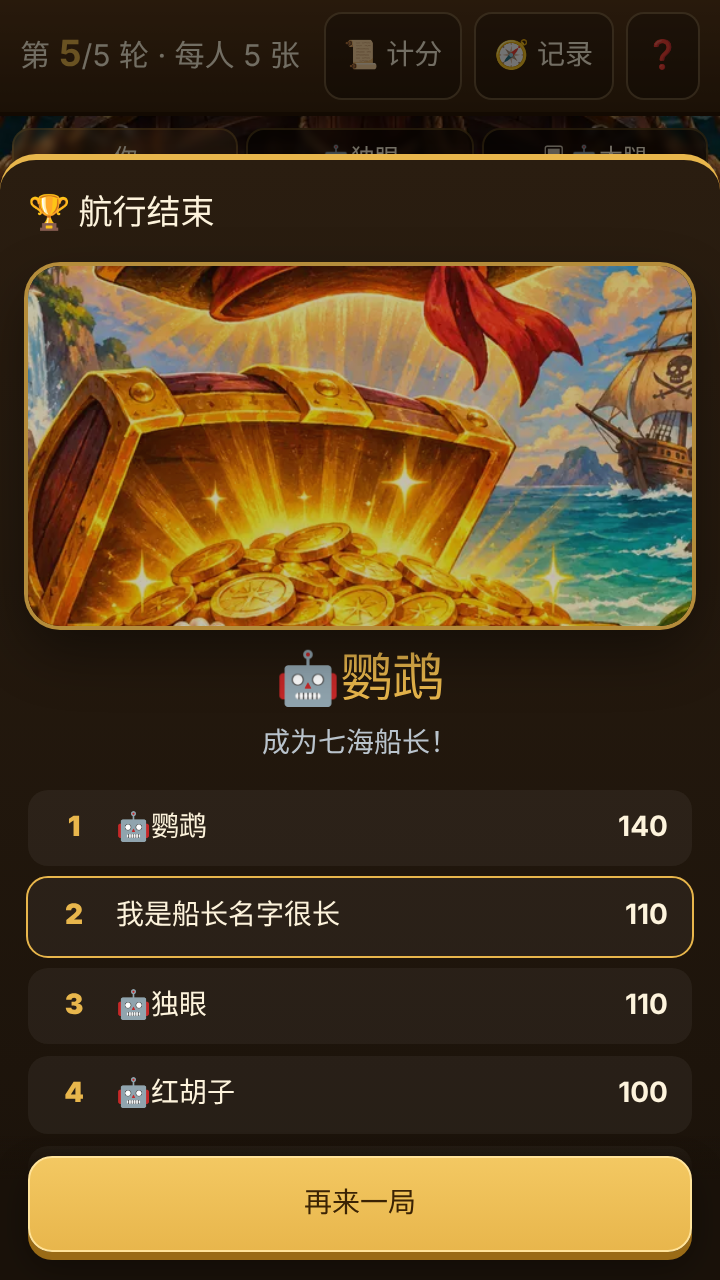 第 5/5 轮 · 每人 5 张
计分
记录
航行结束
鹦鹉
成为七海船长！
1 鹦鹉 140
2 我是船长名字很长 110
3 独眼 110
4 红胡子 100
再来一局